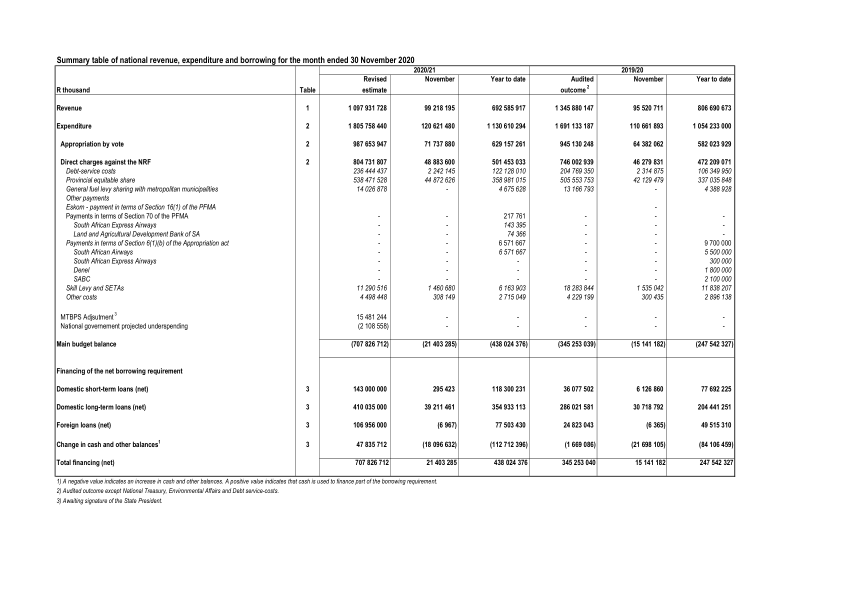 Summary table of national revenue, expenditure and borrowing for the month ended 30 November 2020
2020/21 2019/20
Revised November Year to date Audited November Year to date
R thousand Table estimate outcome 2
Revenue 1 1 097 931 728 99 218 195 692 585 917 1 345 880 147 95 520 711 806 690 673
Expenditure 2 1 805 758 440 120 621 480 1 130 610 294 1 691 133 187 110 661 893 1 054 233 000
Appropriation by vote 2 987 653 947 71 737 880 629 157 261 945 130 248 64 382 062 582 023 929
Direct charges against the NRF 2 804 731 807 48 883 600 501 453 033 746 002 939 46 279 831 472 209 071
Debt-service costs 236 444 437 2 242 145 122 128 010 204 769 350 2 314 875 106 349 950
Provincial equitable share 538 471 528 44 872 626 358 981 015 505 553 753 42 129 479 337 035 848
General fuel levy sharing with metropolitan municipalities 14 026 878 - 4 675 628 13 166 793 - 4 388 928
Other payments
Eskom - payment in terms of Section 16(1) of the PFMA -
Payments in terms of Section 70 of the PFMA - - 217 761 - - -
South African Express Airways - - 143 395 - - -
Land and Agricultural Development Bank of SA - - 74 366 - - -
Payments in terms of Section 6(1)(b) of the Appropriation act - - 6 571 667 - - 9 700 000
South African Airways - - 6 571 667 - - 5 500 000
South African Express Airways - - - - - 300 000
Denel - - - - - 1 800 000
SABC - - - - - 2 100 000
Skill Levy and SETAs 11 290 516 1 460 680 6 163 903 18 283 844 1 535 042 11 838 207
Other costs 4 498 448 308 149 2 715 049 4 229 199 300 435 2 896 138
MTBPS Adjsutment 3 15 481 244 - - - - -
National governement projected underspending (2 108 558) - - - - -
Main budget balance (707 826 712) (21 403 285) (438 024 376) (345 253 039) (15 141 182) (247 542 327)
Financing of the net borrowing requirement
Domestic short-term loans (net) 3 143 000 000 295 423 118 300 231 36 077 502 6 126 860 77 692 225
Domestic long-term loans (net) 3 410 035 000 39 211 461 354 933 113 286 021 581 30 718 792 204 441 251
Foreign loans (net) 3 106 956 000 (6 967) 77 503 430 24 823 043 (6 365) 49 515 310
Change in cash and other balances1 3 47 835 712 (18 096 632) (112 712 396) (1 669 086) (21 698 105) (84 106 459)
Total financing (net) 707 826 712 21 403 285 438 024 376 345 253 040 15 141 182 247 542 327
1) A negative value indicates an increase in cash and other balances. A positive value indicates that cash is used to finance part of the borrowing requirement.
2) Audited outcome except National Treasury, Environmental Affairs and Debt service-costs.
3) Awaiting signature of the State President.